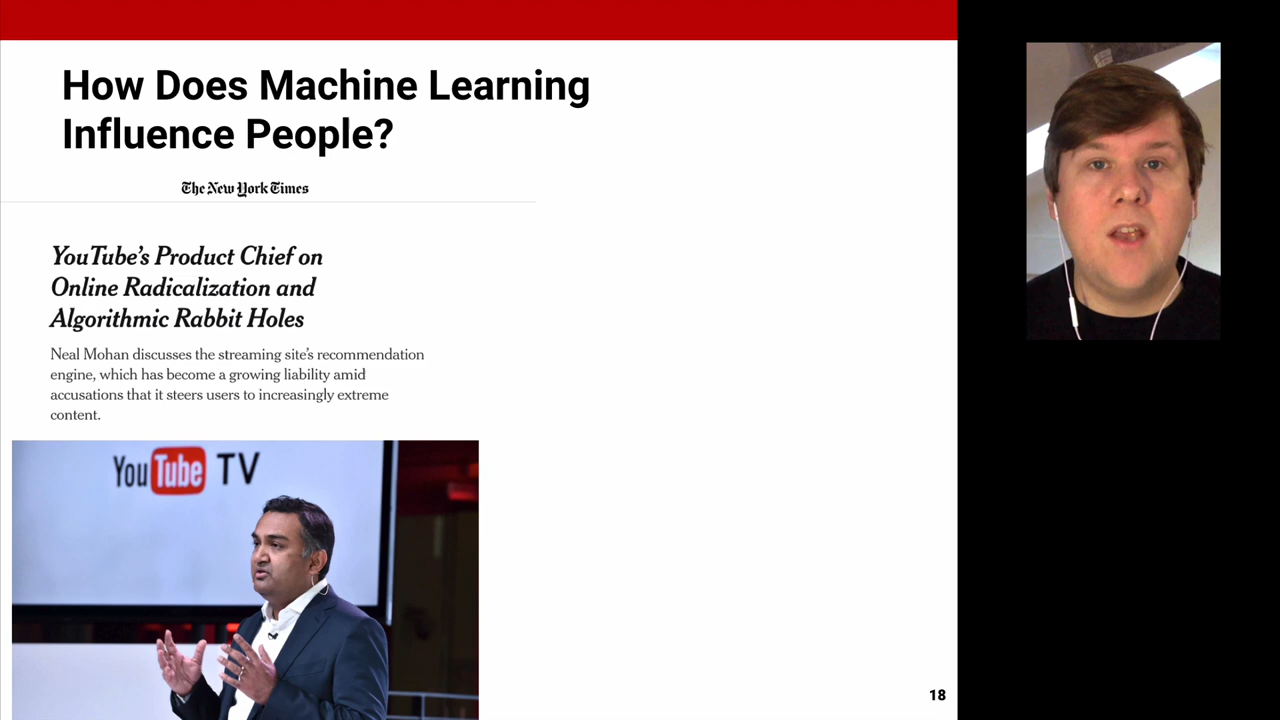 How Does Machine Learning
Influence People?
The New York Times
YouTube's Product Chief on
Online Radicalization and
Algorithmic Rabbit Holes
Neal Mohan discusses the streaming site's recommendation
engine, which has become a growing liability amid
accusations that it steers users to increasingly extreme
content.
YouTube TV
18